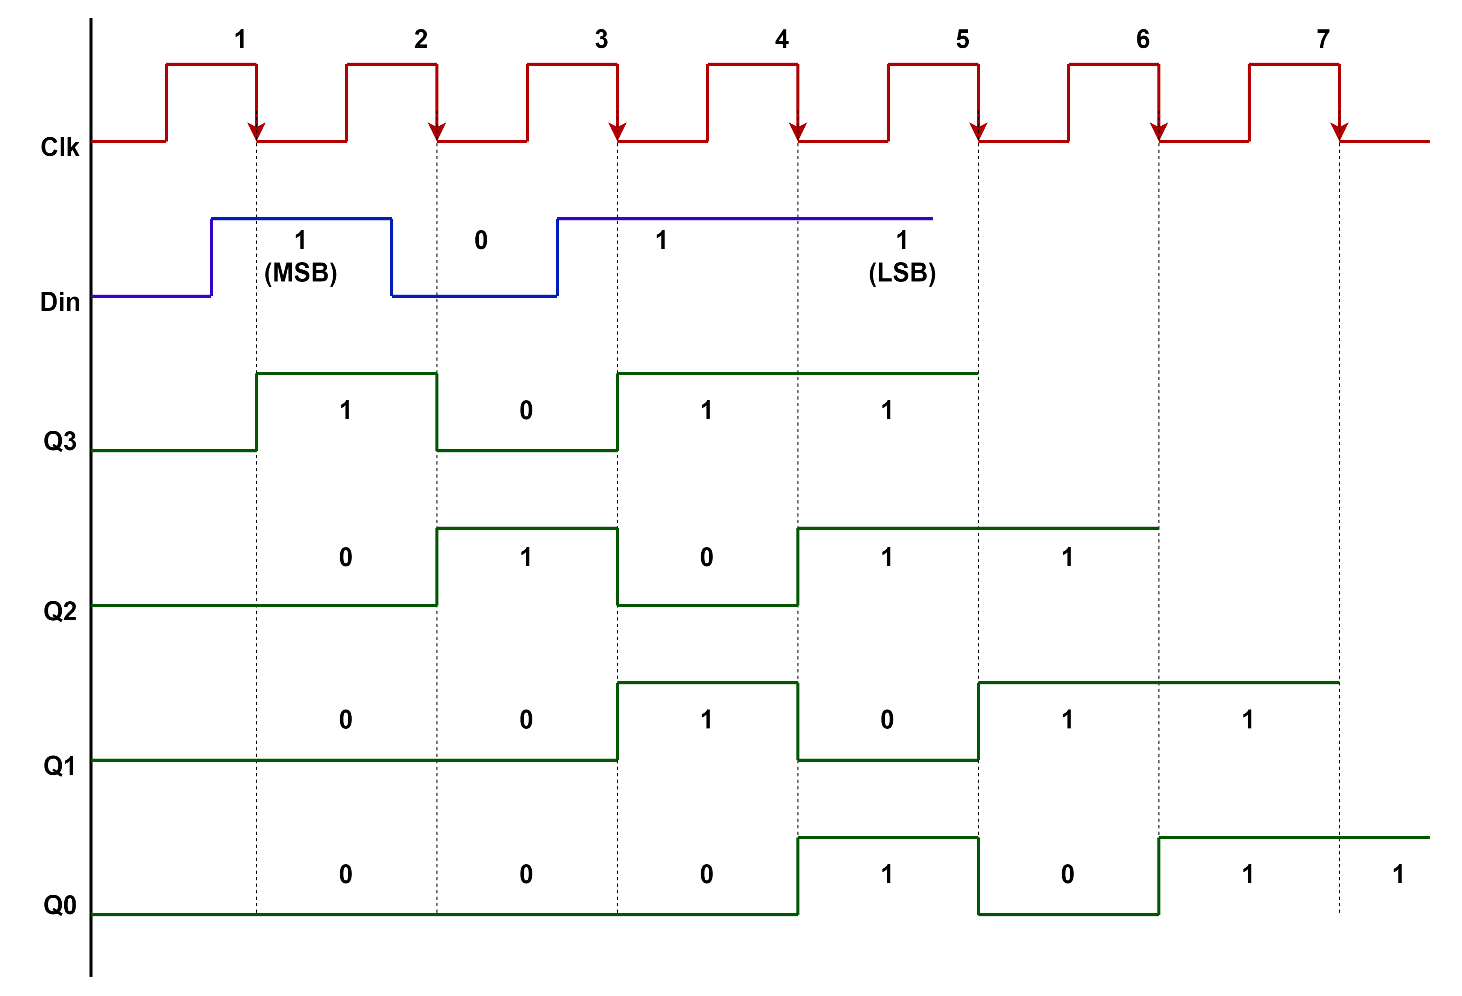 1 2 3 4 5 6 7
Clk
1 0 1 1
(MSB) (LSB)
Din
1 0 1 1
Q3
0 1 0 1 1
Q2
0 0 1 0 1 1
Q1
0 0 0 1 0 1 1
Q0